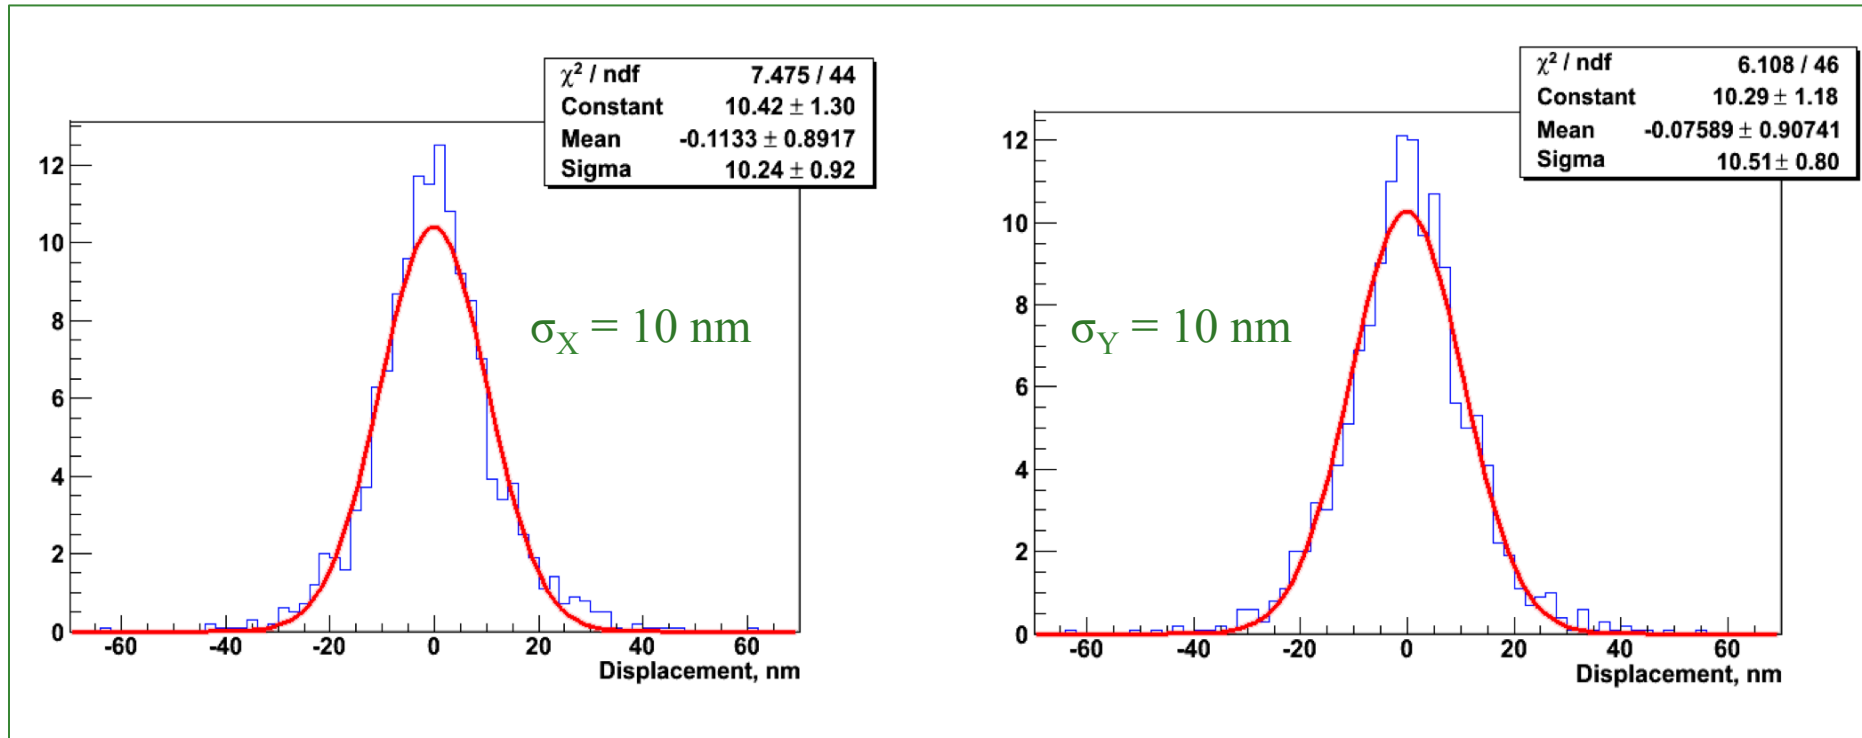 χ² / ndf 7.475 / 44
Constant 10.42 ± 1.30
Mean -0.1133 ± 0.8917
Sigma 10.24 ± 0.92
12
10
8
6
4
2
0
σ_X = 10 nm
-60 -40 -20 0 20 40 60
Displacement, nm
χ² / ndf 6.108 / 46
Constant 10.29 ± 1.18
Mean -0.07589 ± 0.90741
Sigma 10.51 ± 0.80
12
10
8
6
4
2
0
σ_Y = 10 nm
-60 -40 -20 0 20 40 60
Displacement, nm